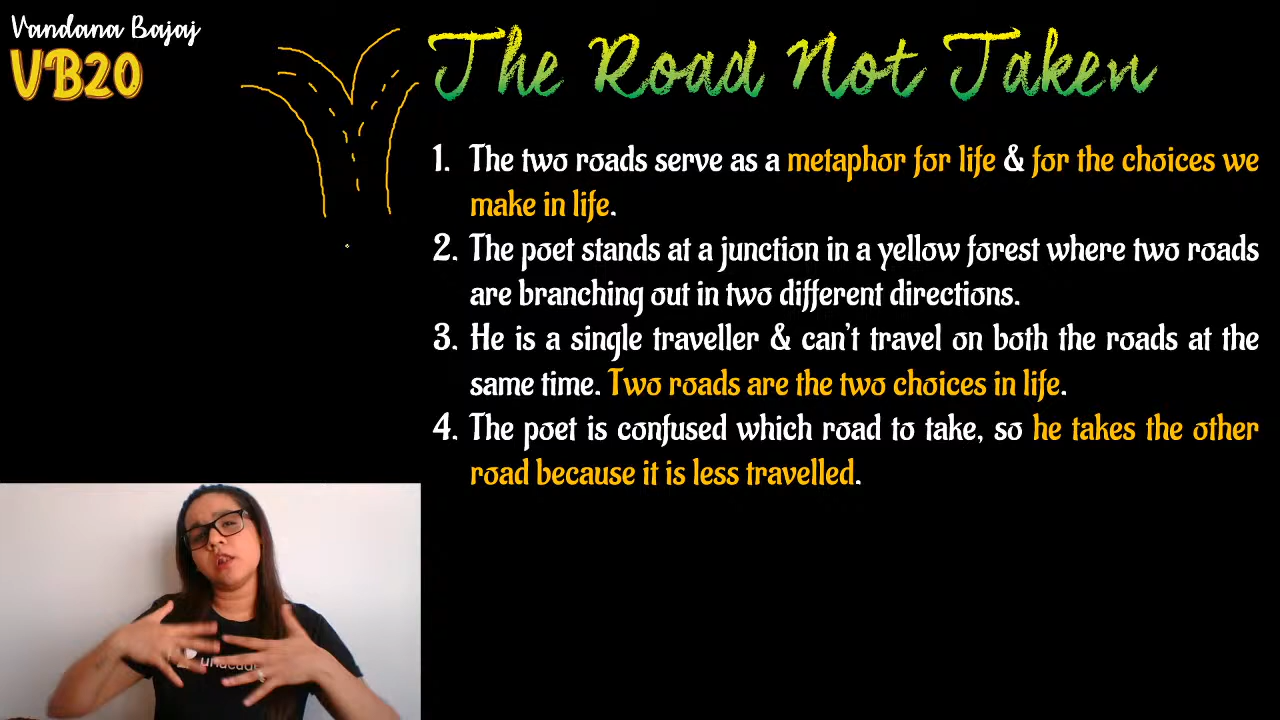 Vandana Bajaj
VB20
The Road Not Taken
1. The two roads serve as a metaphor for life & for the choices we
make in life.
2. The poet stands at a junction in a yellow forest where two roads
are branching out in two different directions.
3. He is a single traveller & can't travel on both the roads at the
same time. Two roads are the two choices in life.
4. The poet is confused which road to take, so he takes the other
road because it is less travelled.